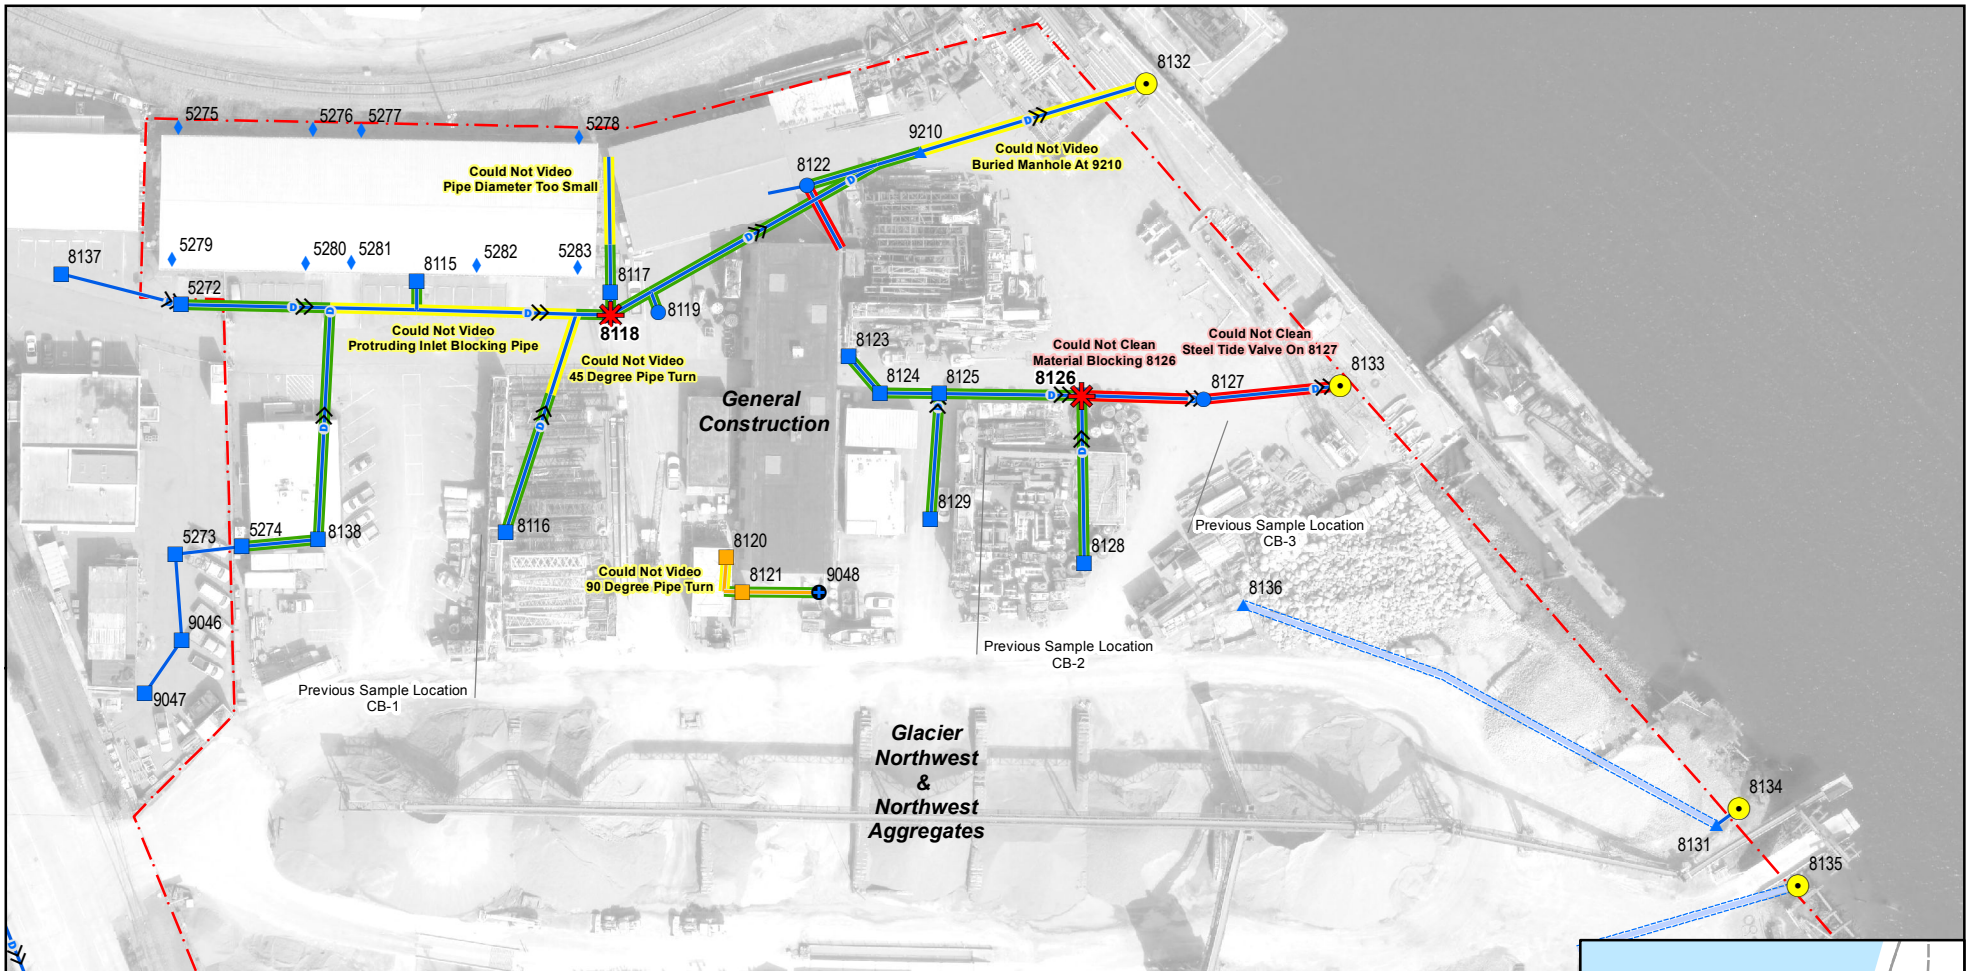 8132
5275
5276
5277
5278
9210
Could Not Video
Buried Manhole At 9210
8122
Could Not Video
Pipe Diameter Too Small
5279
5280
5281
5282
5283
8137
8115
8117
5272
D
D
D
D
D
D
8119
8118
Could Not Video
Protruding Inlet Blocking Pipe
Could Not Video
45 Degree Pipe Turn
8123
Could Not Clean
Material Blocking 8126
Could Not Clean
Steel Tide Valve On 8127
8124
8125
8126
8127
8133
D
D
General
Construction
D
D
D
8116
8129
8128
5273
5274
8138
8120
8121
9048
Could Not Video
90 Degree Pipe Turn
Previous Sample Location
CB-3
8136
9046
9047
Previous Sample Location
CB-2
Previous Sample Location
CB-1
Glacier
Northwest
&
Northwest
Aggregates
8134
8131
8135
D